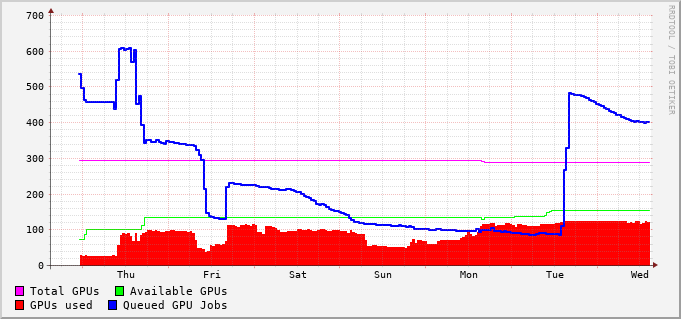 700
600
500
400
300
200
100
0
Thu Fri Sat Sun Mon Tue Wed
Total GPUs Available GPUs
GPUs used Queued GPU Jobs
RRDTOOL / TOBI OETIKER